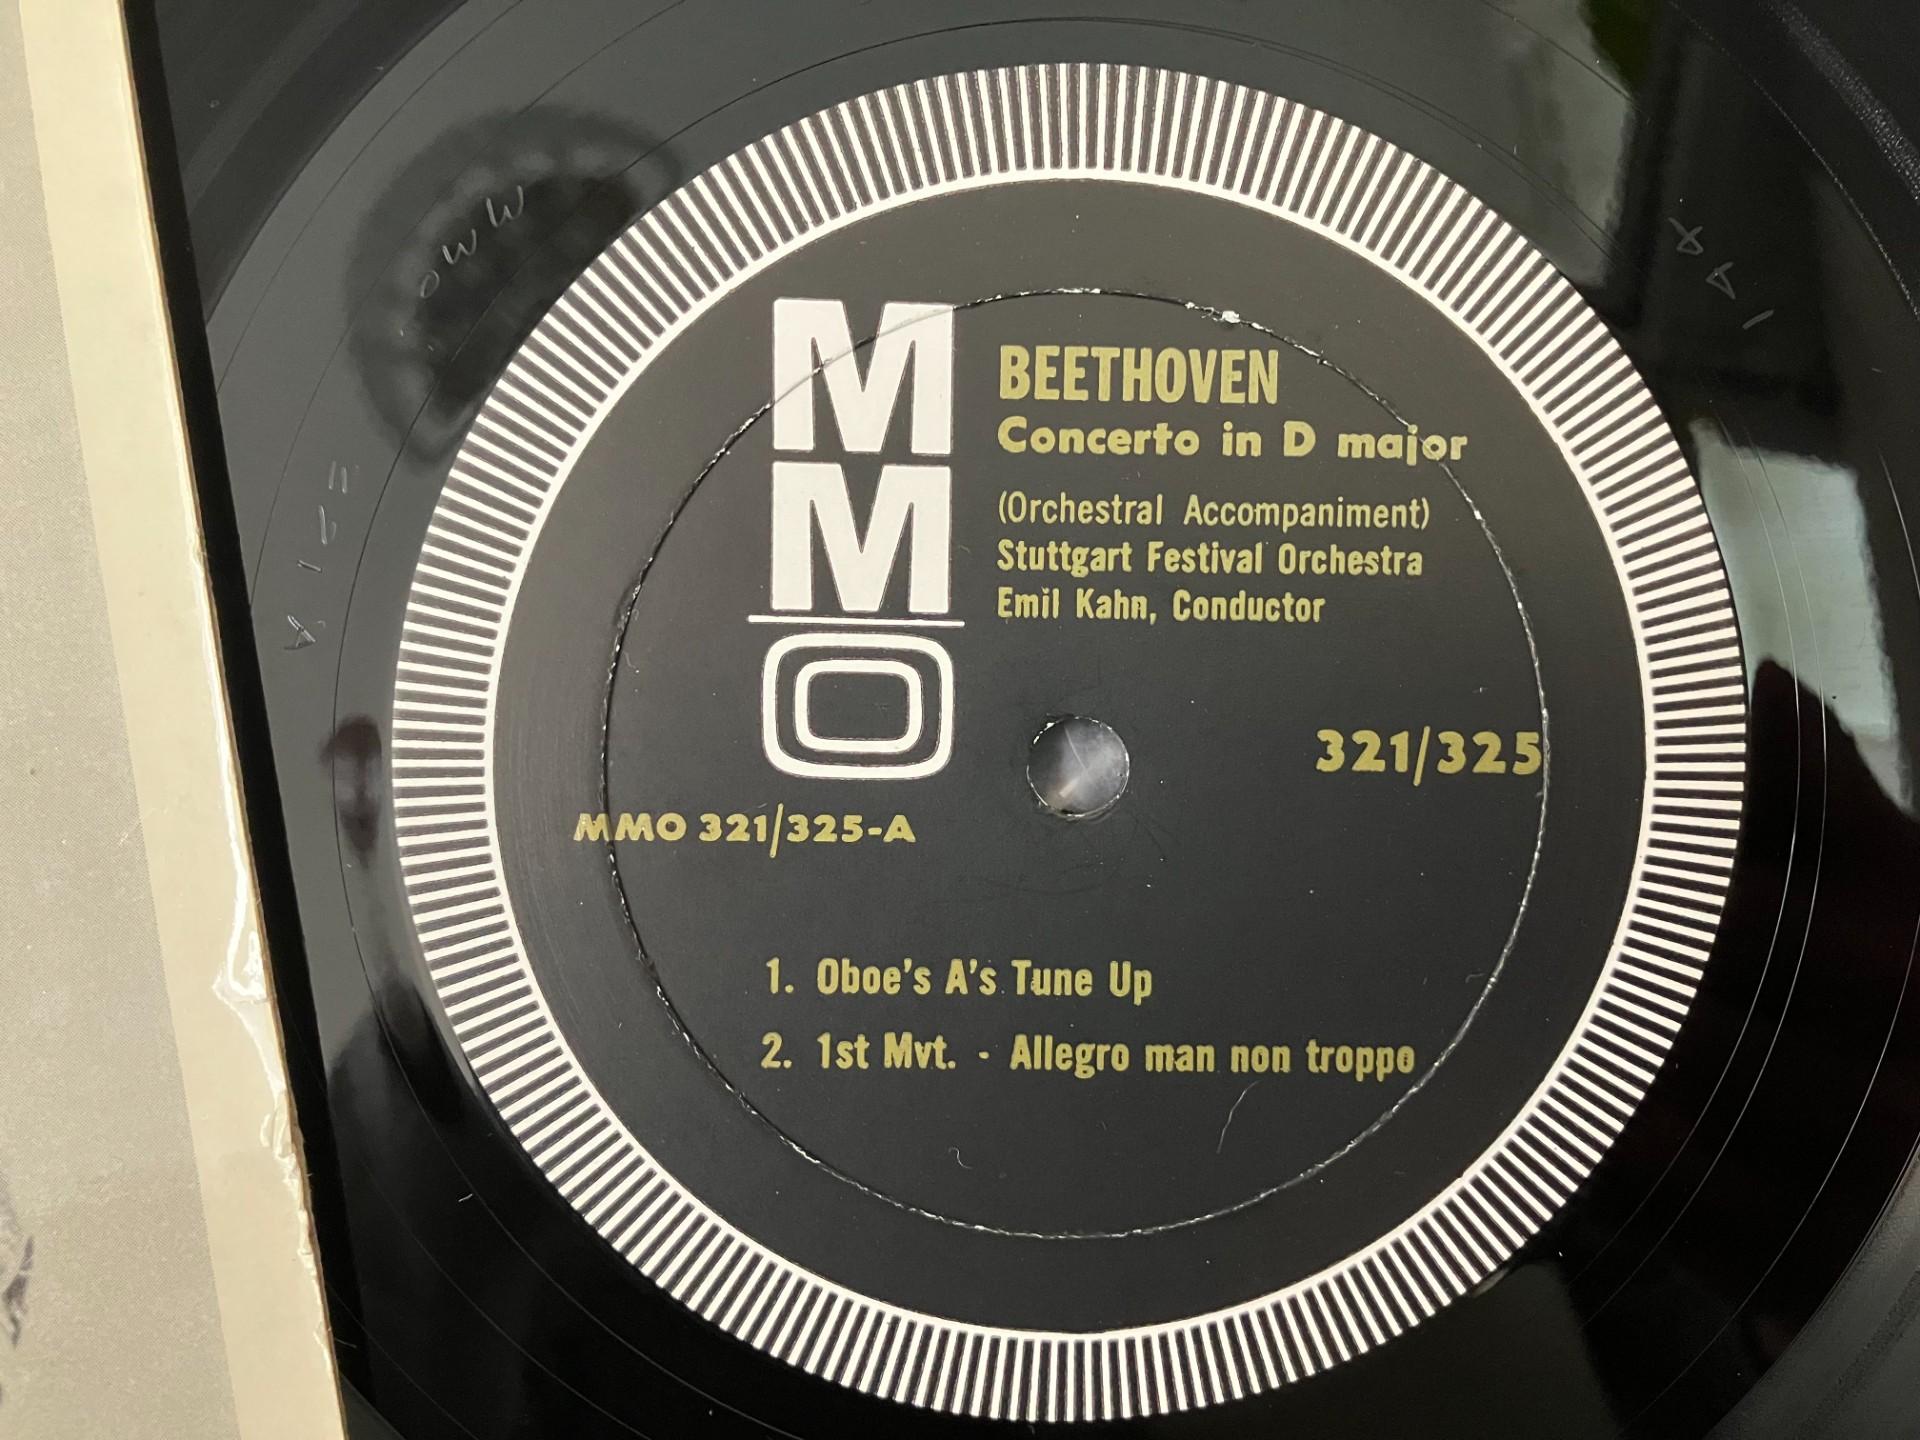 MMO
BEETHOVEN
Concerto in D major
(Orchestral Accompaniment)
Stuttgart Festival Orchestra
Emil Kahn, Conductor
321/325
MMO 321/325-A
1. Oboe's A's Tune Up
2. 1st Mvt. - Allegro man non troppo